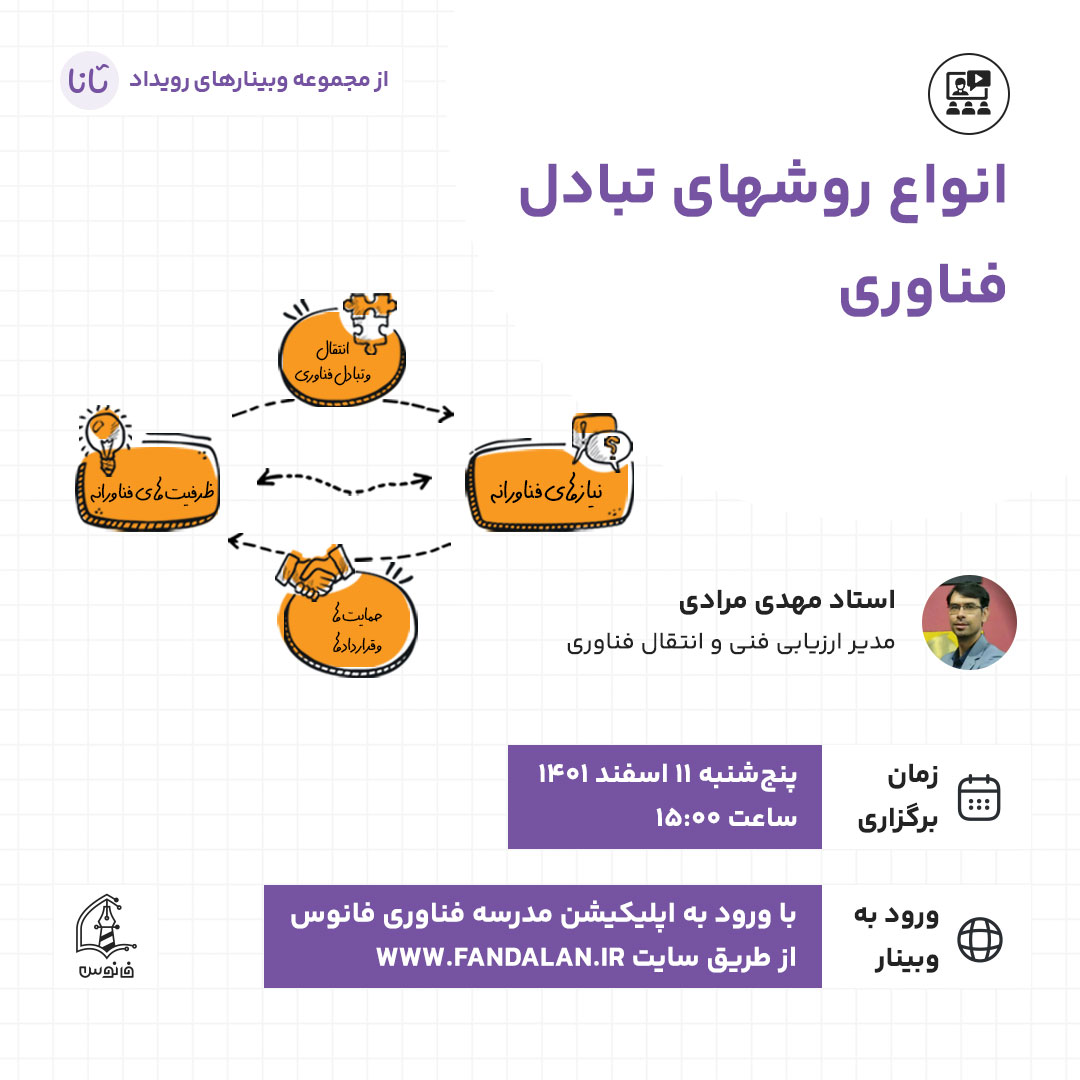 از مجموعه وبینارهای رویداد تانا
انواع روشهای تبادل
فناوری
انتقال
و تبادل فناوری
ظرفیت های فناورانه
نیازهای فناورانه
حمایت ها
و قراردادها
استاد مهدی مرادی
مدیر ارزیابی فنی و انتقال فناوری
زمان
برگزاری
پنج‌شنبه ۱۱ اسفند ۱۴۰۱
ساعت ۱۵:۰۰
ورود به
وبینار
با ورود به اپلیکیشن مدرسه فناوری فانوس
از طریق سایت WWW.FANDALAN.IR
فانوس